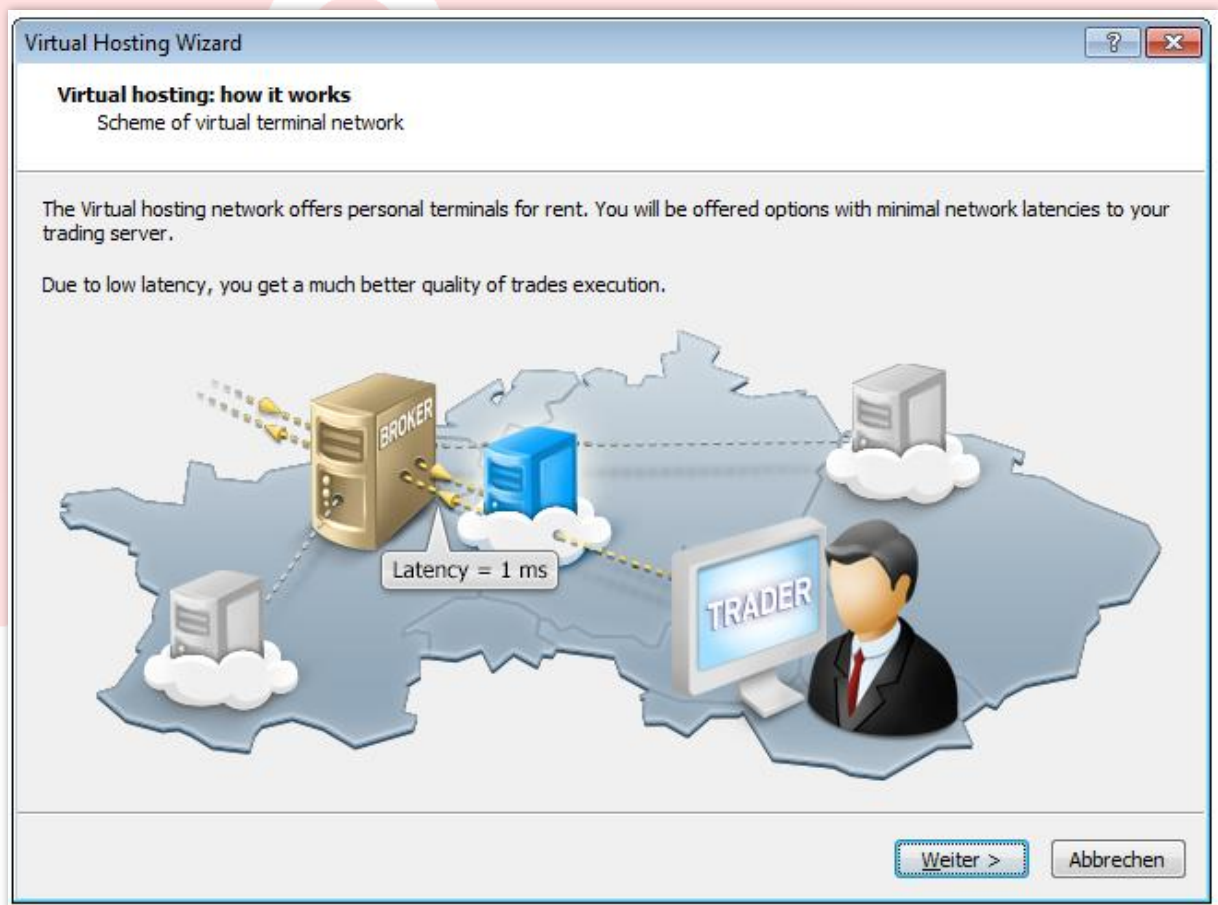 Virtual Hosting Wizard
Virtual hosting: how it works
Scheme of virtual terminal network
The Virtual hosting network offers personal terminals for rent. You will be offered options with minimal network latencies to your
trading server.
Due to low latency, you get a much better quality of trades execution.
BROKER
Latency = 1 ms
TRADER
Weiter >
Abbrechen